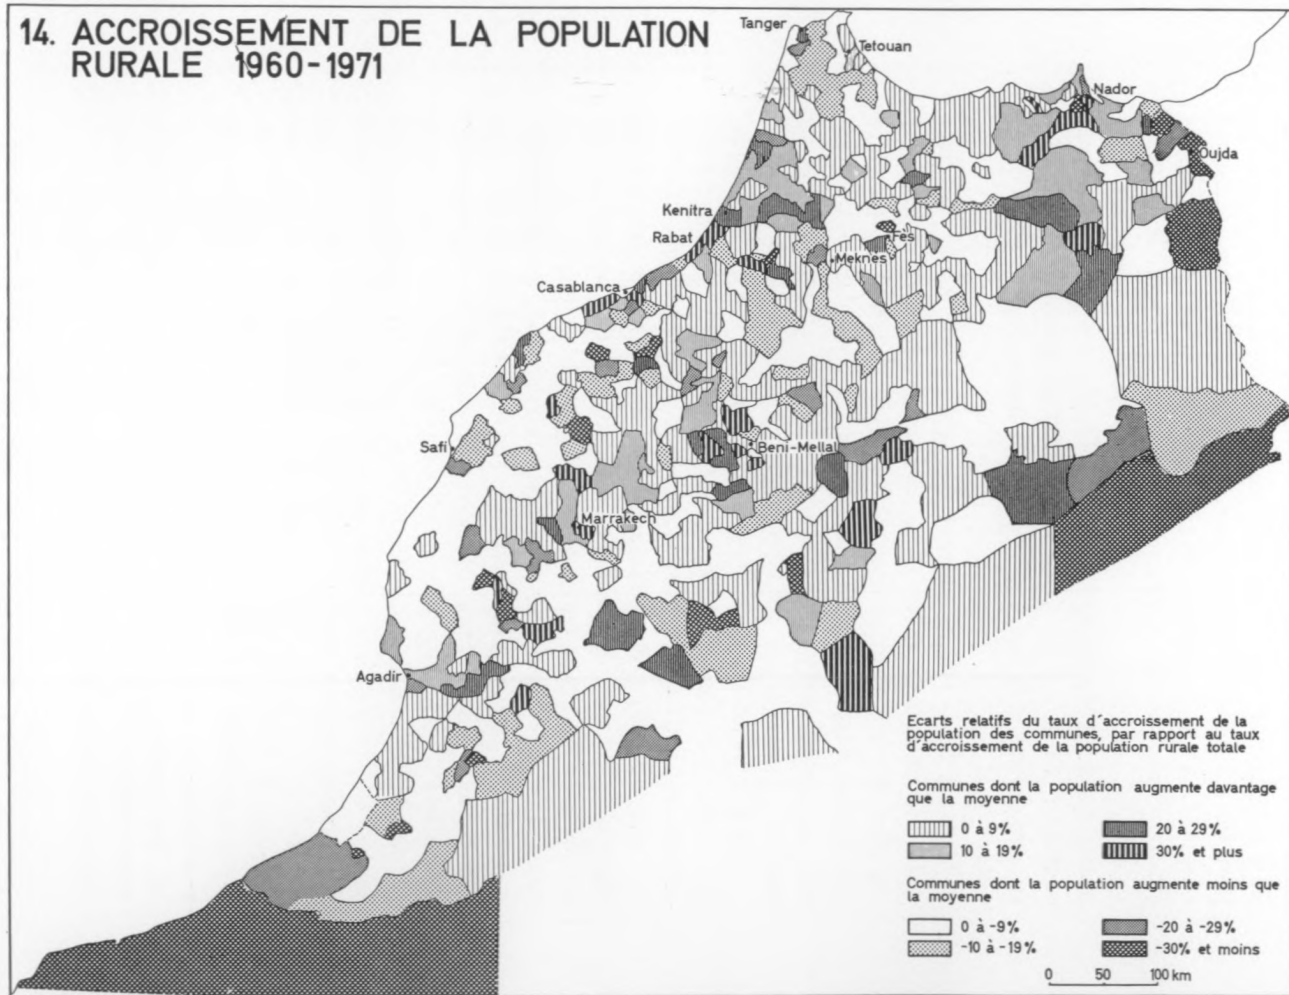 14. ACCROISSEMENT DE LA POPULATION
RURALE 1960-1971
Tanger
Tetouan
Nador
Oujda
Kenitra
Rabat
Fès
Meknès
Casablanca
Safi
Beni-Mellal
Marrakech
Agadir
Ecarts relatifs du taux d´accroissement de la
population des communes, par rapport au taux
d´accroissement de la population rurale totale
Communes dont la population augmente davantage
que la moyenne
0 à 9% 20 à 29%
10 à 19% 30% et plus
Communes dont la population augmente moins que
la moyenne
0 à -9% -20 à -29%
-10 à -19% -30% et moins
0 50 100 km